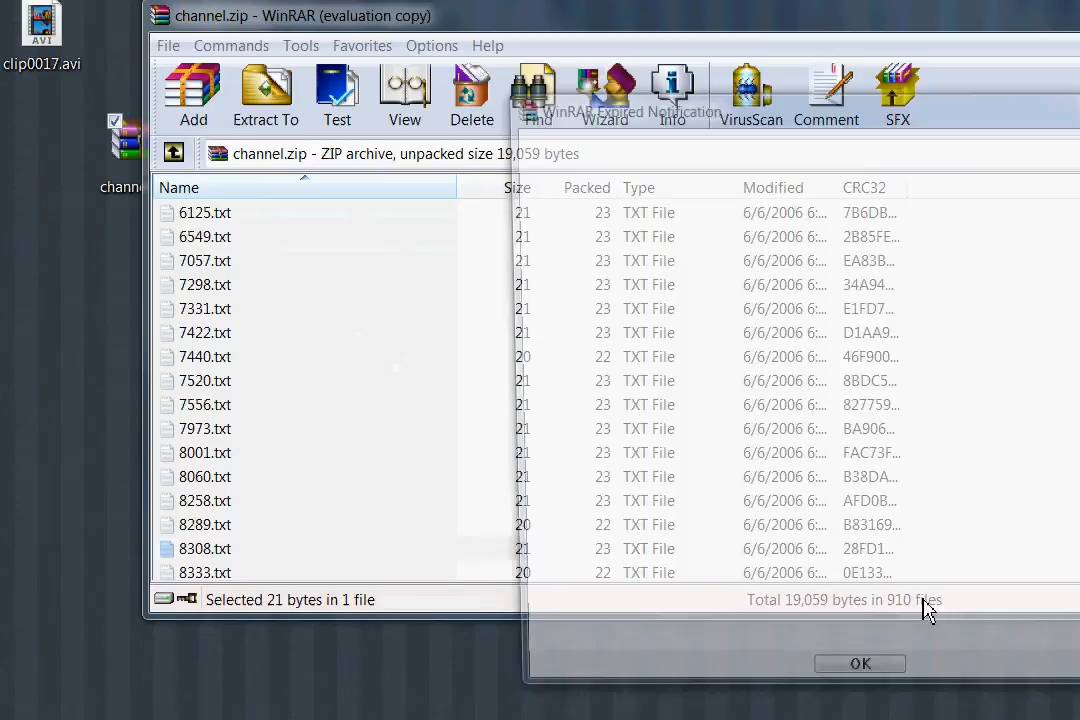 AVI
clip0017.avi
channel.zip - WinRAR (evaluation copy)
File Commands Tools Favorites Options Help
Add Extract To Test View Delete Find Wizard Info VirusScan Comment SFX
WinRAR Expired Notification
channel.zip - ZIP archive, unpacked size 19,059 bytes
channe
Name Size Packed Type Modified CRC32
6125.txt 21 23 TXT File 6/6/2006 6:... 7B6DB...
6549.txt 21 23 TXT File 6/6/2006 6:... 2B85FE...
7057.txt 21 23 TXT File 6/6/2006 6:... EA83B...
7298.txt 21 23 TXT File 6/6/2006 6:... 34A94...
7331.txt 21 23 TXT File 6/6/2006 6:... E1FD7...
7422.txt 21 23 TXT File 6/6/2006 6:... D1AA9...
7440.txt 20 22 TXT File 6/6/2006 6:... 46F900...
7520.txt 21 23 TXT File 6/6/2006 6:... 8BDC5...
7556.txt 21 23 TXT File 6/6/2006 6:... 827759...
7973.txt 21 23 TXT File 6/6/2006 6:... BA906...
8001.txt 21 23 TXT File 6/6/2006 6:... FAC73F...
8060.txt 21 23 TXT File 6/6/2006 6:... B38DA...
8258.txt 21 23 TXT File 6/6/2006 6:... AFD0B...
8289.txt 20 22 TXT File 6/6/2006 6:... B83169...
8308.txt 21 23 TXT File 6/6/2006 6:... 28FD1...
8333.txt 20 22 TXT File 6/6/2006 6:... 0E133...
Selected 21 bytes in 1 file Total 19,059 bytes in 910 files
OK